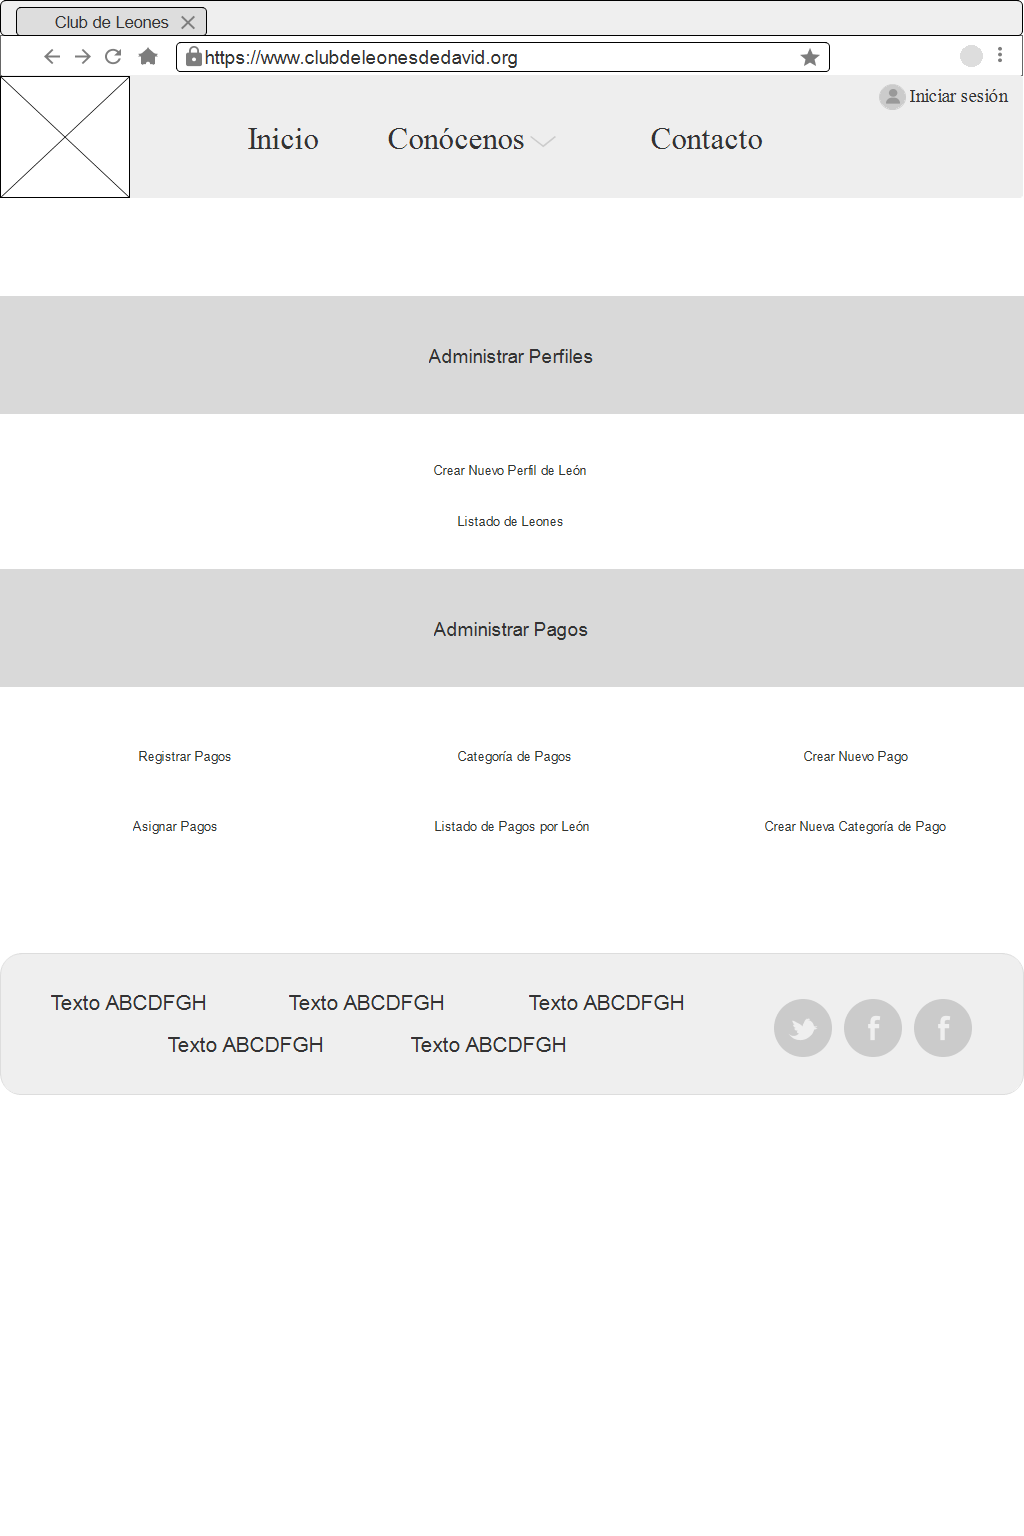 Club de Leones
https://www.clubdeleonesdedavid.org
Iniciar sesión
Inicio Conócenos Contacto
Administrar Perfiles
Crear Nuevo Perfil de León
Listado de Leones
Administrar Pagos
Registrar Pagos Categoría de Pagos Crear Nuevo Pago
Asignar Pagos Listado de Pagos por León Crear Nueva Categoría de Pago
Texto ABCDFGH Texto ABCDFGH Texto ABCDFGH
Texto ABCDFGH Texto ABCDFGH